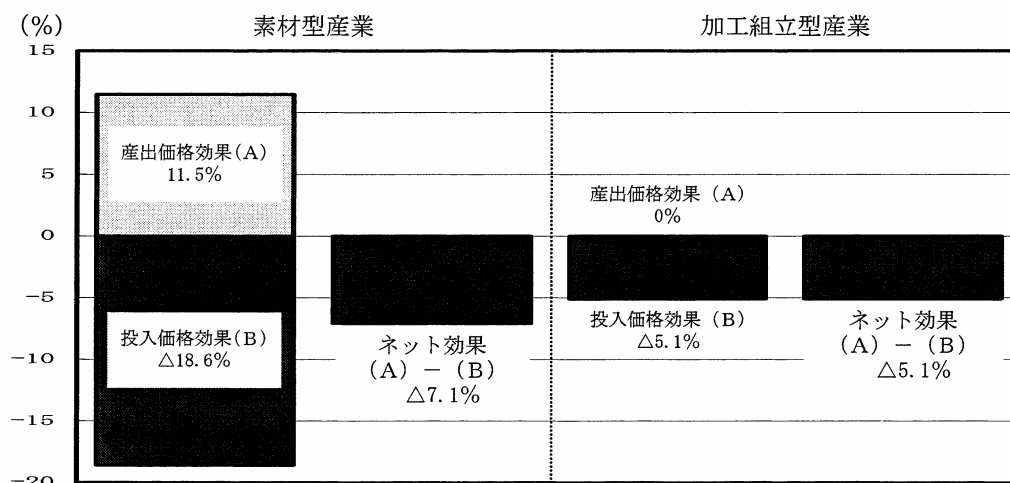 (%)
素材型産業
加工組立型産業
15
10
5
0
-5
-10
-15
-20
産出価格効果(A)
11.5%
投入価格効果(B)
△18.6%
ネット効果
(A) − (B)
△7.1%
産出価格効果 (A)
0%
投入価格効果 (B)
△5.1%
ネット効果
(A) − (B)
△5.1%